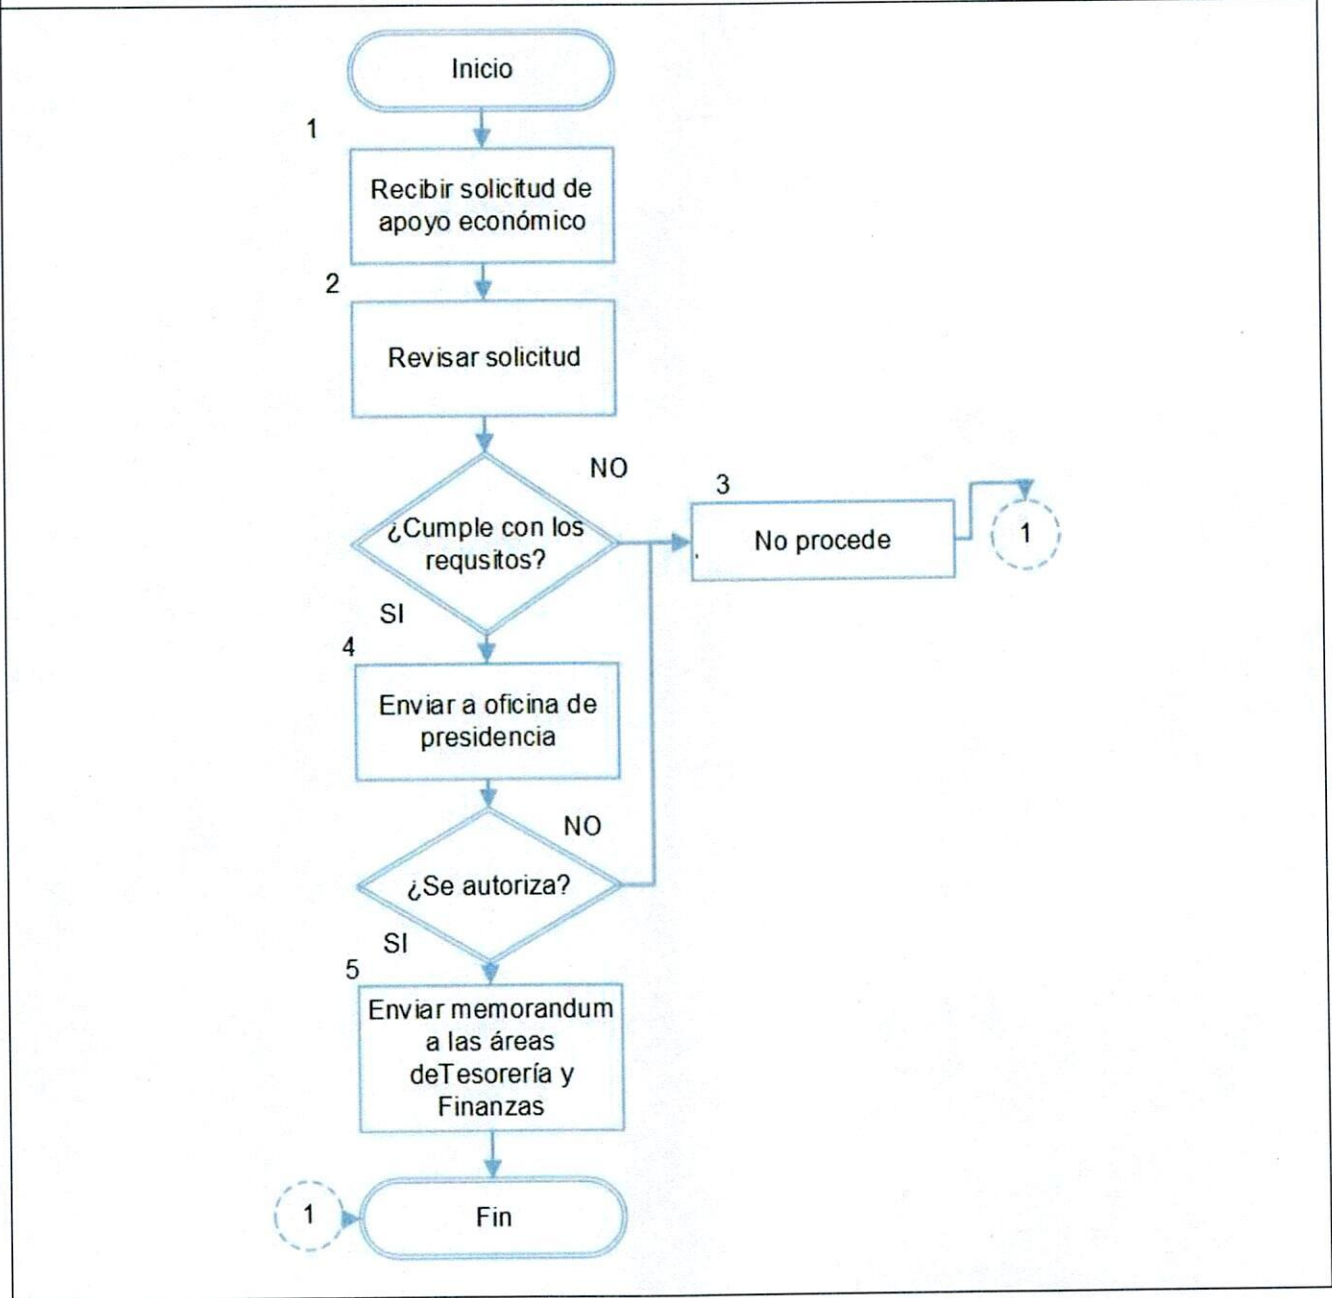 Inicio
1
Recibir solicitud de
apoyo económico
2
Revisar solicitud
NO
¿Cumple con los
requsitos?
3
No procede
1
SI
4
Enviar a oficina de
presidencia
NO
¿Se autoriza?
SI
5
Enviar memorandum
a las áreas
deTesorería y
Finanzas
1
Fin